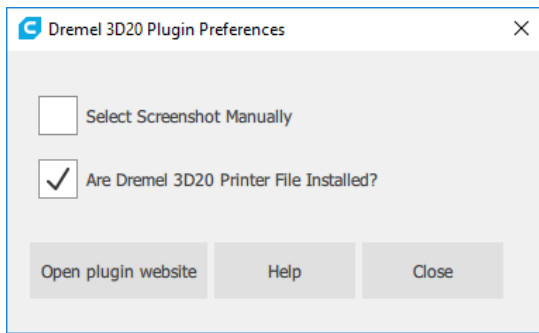 Dremel 3D20 Plugin Preferences
Select Screenshot Manually
Are Dremel 3D20 Printer File Installed?
Open plugin website Help Close